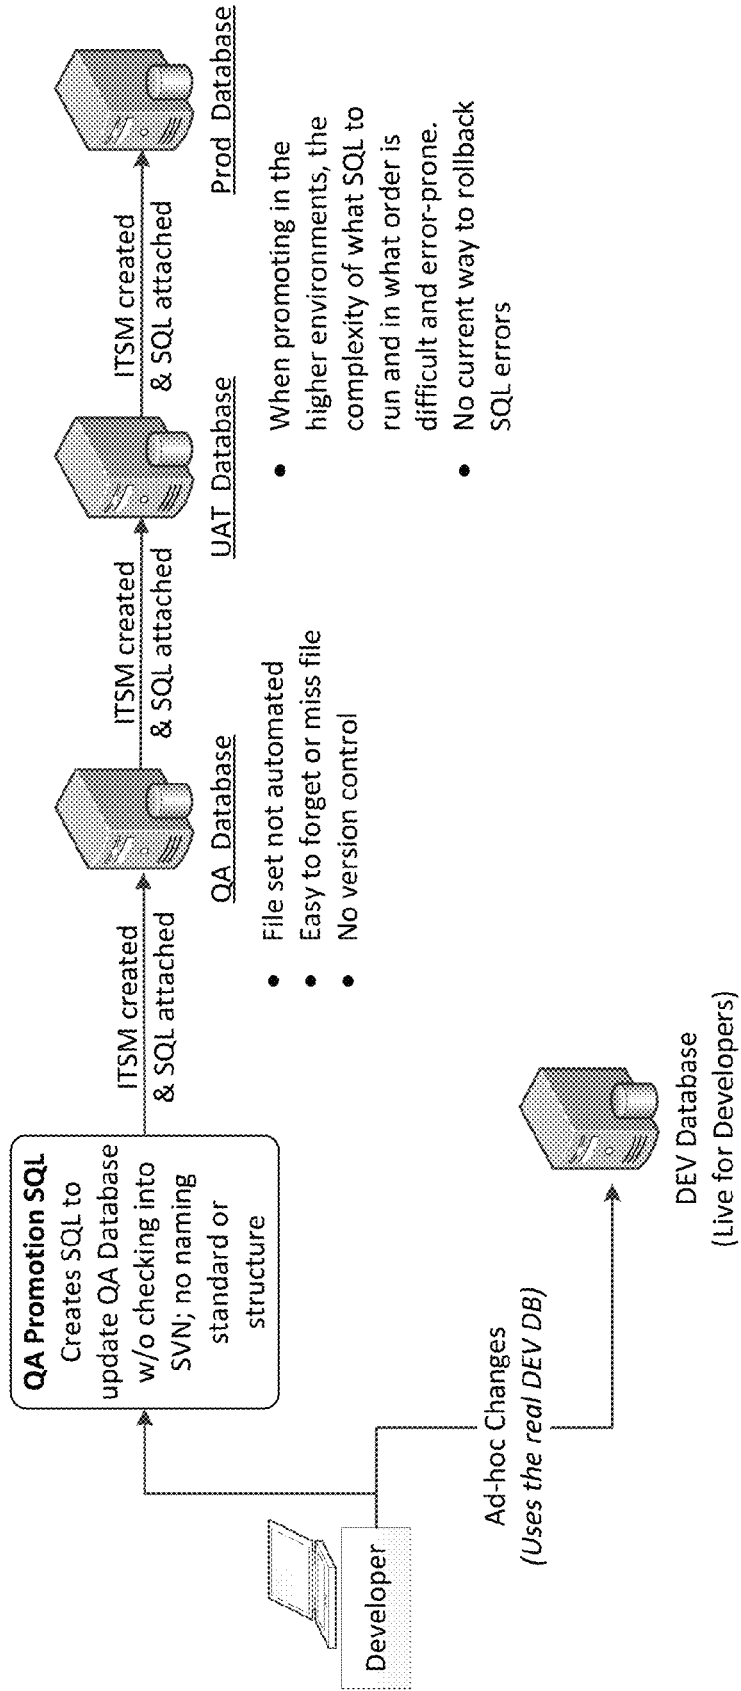 QA Promotion SQL
Creates SQL to
update QA Database
w/o checking into
SVN; no naming
standard or
structure
ITSM created
& SQL attached
QA Database
ITSM created
& SQL attached
UAT Database
ITSM created
& SQL attached
Prod Database
• File set not automated
• Easy to forget or miss file
• No version control
• When promoting in the
higher environments, the
complexity of what SQL to
run and in what order is
difficult and error-prone.
• No current way to rollback
SQL errors
Developer
Ad-hoc Changes
(Uses the real DEV DB)
DEV Database
(Live for Developers)